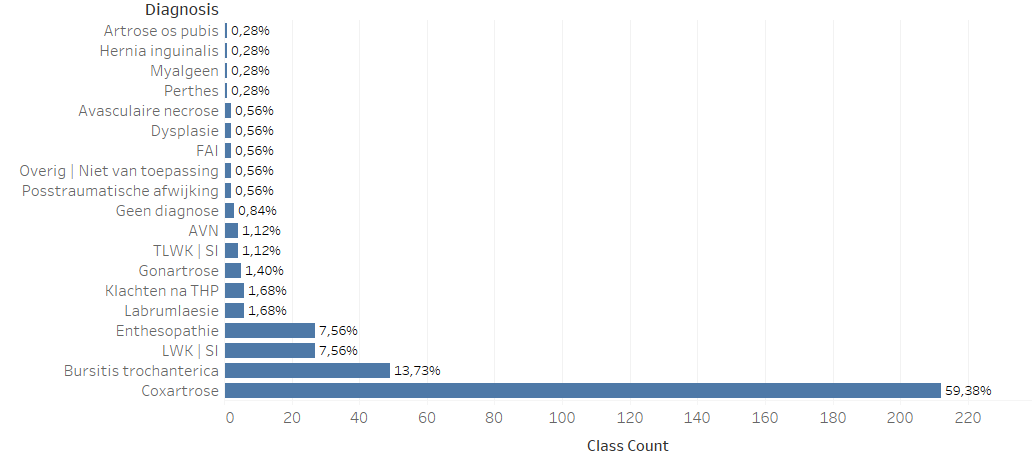 Diagnosis
Artrose os pubis 0,28%
Hernia inguinalis 0,28%
Myalgeen 0,28%
Perthes 0,28%
Avasculaire necrose 0,56%
Dysplasie 0,56%
FAI 0,56%
Overig | Niet van toepassing 0,56%
Posstraumatische afwijking 0,56%
Geen diagnose 0,84%
AVN 1,12%
TLWK | SI 1,12%
Gonartrose 1,40%
Klachten na THP 1,68%
Labrumlaesie 1,68%
Enthesopathie 7,56%
LWK | SI 7,56%
Bursitis trochanterica 13,73%
Coxartrose 59,38%
0 20 40 60 80 100 120 140 160 180 200 220
Class Count